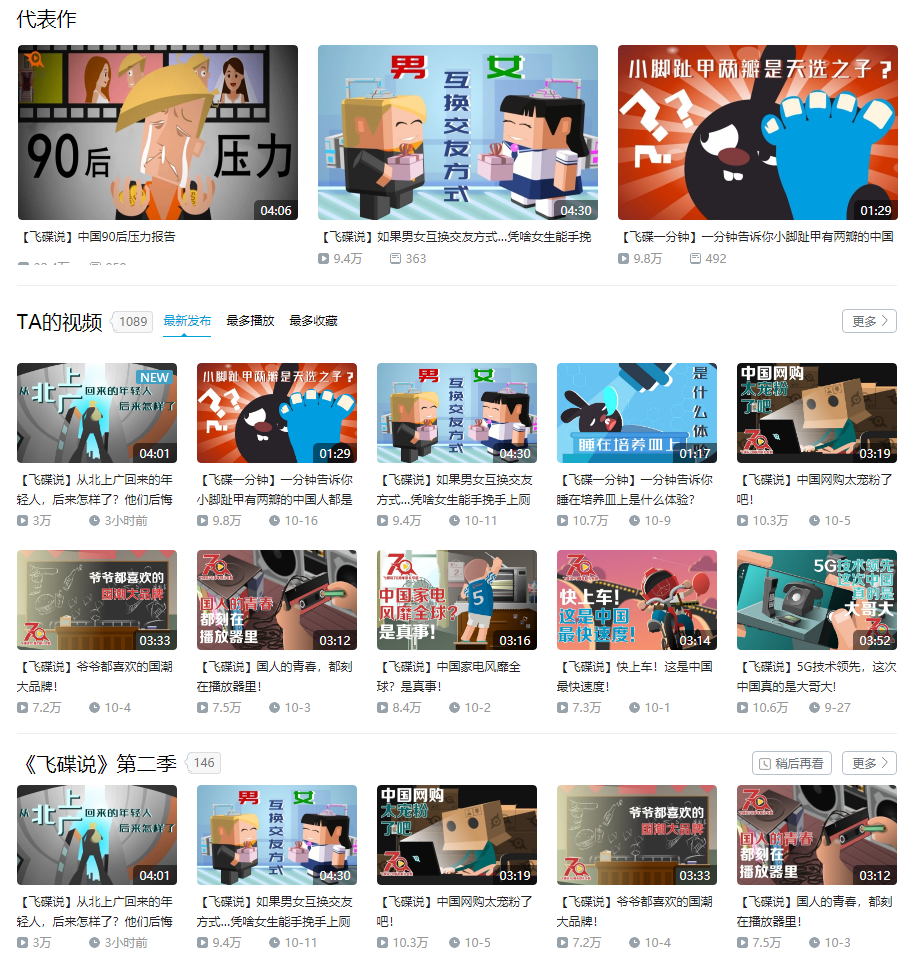 代表作
90后
压力
04:06
男 女
互换交友方式
04:30
小脚趾甲两瓣是天选之子？
???
01:29
【飞碟说】中国90后压力报告
【飞碟说】如果男女互换交友方式...凭啥女生能手挽
9.4万 363
【飞碟一分钟】一分钟告诉你小脚趾甲有两瓣的中国
9.8万 492
TA的视频 1089 最新发布 最多播放 最多收藏 更多
NEW
从北上广回来的年轻人
后来怎样了
04:01
小脚趾甲两瓣是天选之子？
???
01:29
男 女
互换交友方式
04:30
是什么体验
睡在培养皿上
01:17
中国网购
太宠粉
了吧
70
03:19
【飞碟说】从北上广回来的年
轻人，后来怎样了？他们后悔
3万 3小时前
【飞碟一分钟】一分钟告诉你
小脚趾甲有两瓣的中国人都是
9.8万 10-16
【飞碟说】如果男女互换交友
方式...凭啥女生能手挽手上厕
9.4万 10-11
【飞碟一分钟】一分钟告诉你
睡在培养皿上是什么体验？
10.7万 10-9
【飞碟说】中国网购太宠粉了
吧！
10.3万 10-5
爷爷都喜欢的
国潮大品牌
70
03:33
70
国人的青春
都刻在
播放器里
03:12
70
中国家电
风靡全球?
是真事!
5
03:16
70
快上车!
这是中国
最快速度!
03:14
5G技术领先
这次中国
真的是
大哥大
70
03:52
【飞碟说】爷爷都喜欢的国潮
大品牌！
7.2万 10-4
【飞碟说】国人的青春，都刻
在播放器里！
7.5万 10-3
【飞碟说】中国家电风靡全
球？是真事！
8.4万 10-2
【飞碟说】快上车！这是中国
最快速度！
7.3万 10-1
【飞碟说】5G技术领先，这次
中国真的是大哥大！
10.6万 9-27
《飞碟说》第二季 146 稍后再看 更多
从北上广回来的年轻人
后来怎样了
04:01
男 女
互换交友方式
04:30
中国网购
太宠粉
了吧
70
03:19
爷爷都喜欢的
国潮大品牌
70
03:33
70
国人的青春
都刻在
播放器里
03:12
【飞碟说】从北上广回来的年
轻人，后来怎样了？他们后悔
3万 3小时前
【飞碟说】如果男女互换交友
方式...凭啥女生能手挽手上厕
9.4万 10-11
【飞碟说】中国网购太宠粉了
吧！
10.3万 10-5
【飞碟说】爷爷都喜欢的国潮
大品牌！
7.2万 10-4
【飞碟说】国人的青春，都刻
在播放器里！
7.5万 10-3